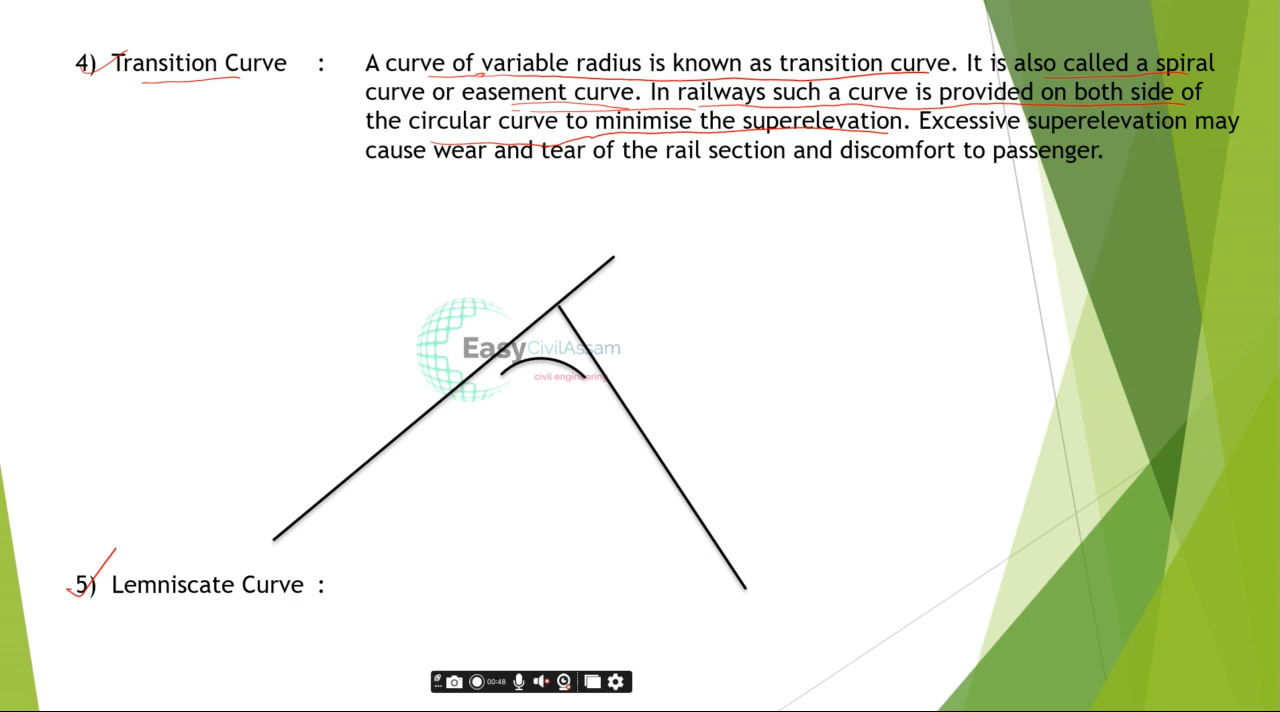 4) Transition Curve : A curve of variable radius is known as transition curve. It is also called a spiral
curve or easement curve. In railways such a curve is provided on both side of
the circular curve to minimise the superelevation. Excessive superelevation may
cause wear and tear of the rail section and discomfort to passenger.
EasyCivilAssam
civil engineering
5) Lemniscate Curve :
00:48